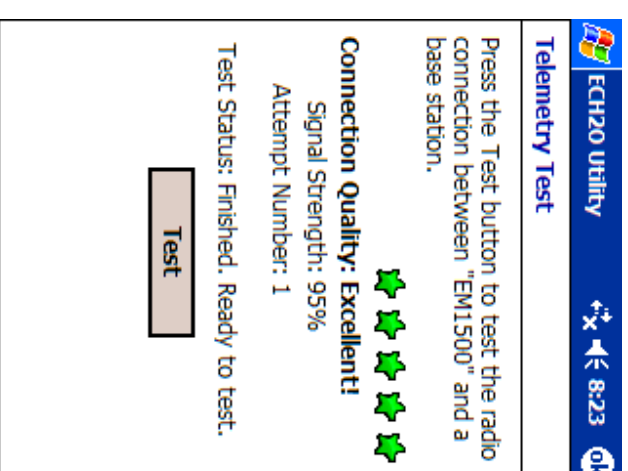 ECH2O Utility 8:23 ok
Telemetry Test
Press the Test button to test the radio
connection between "EM1500" and a
base station.
Connection Quality: Excellent!
Signal Strength: 95%
Attempt Number: 1
Test Status: Finished. Ready to test.
Test